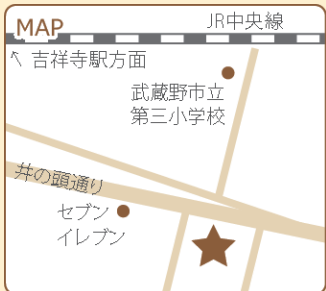 MAP
JR中央線
↖ 吉祥寺駅方面
武蔵野市立
第三小学校
井の頭通り
セブン
イレブン